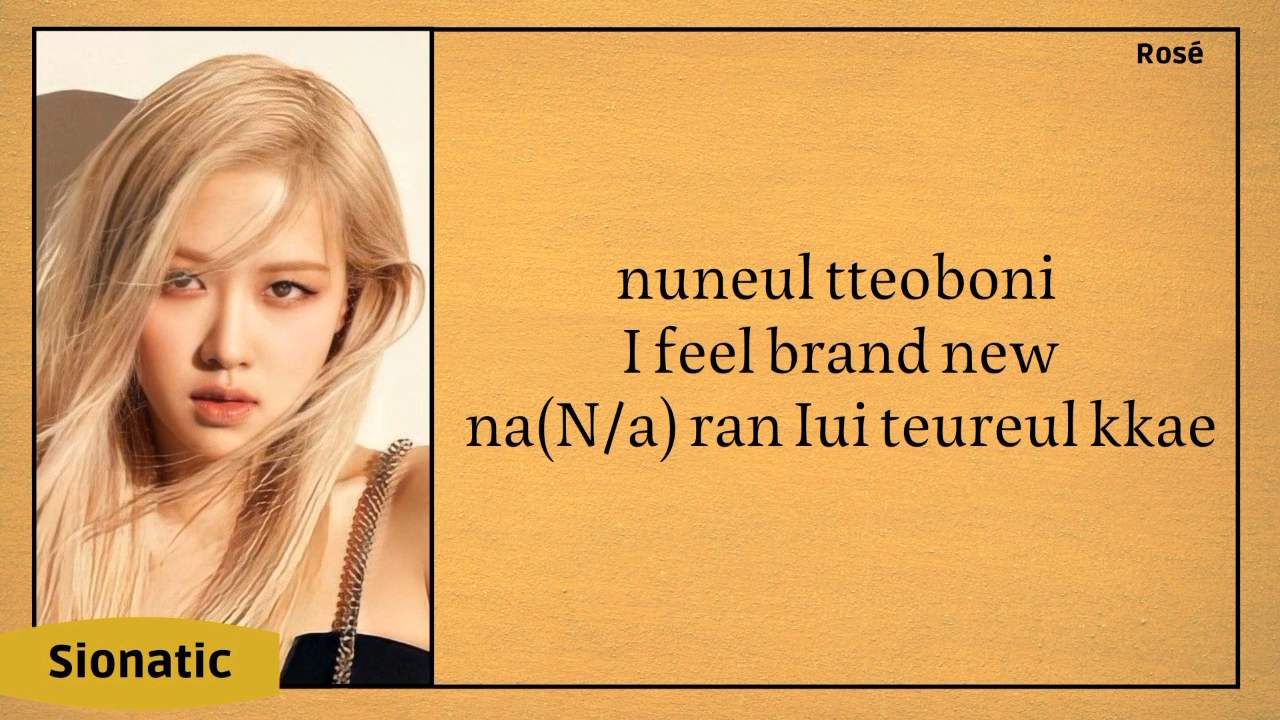 Rosé
nuneul tteoboni
I feel brand new
na(N/a) ran Iui teureul kkae
Sionatic